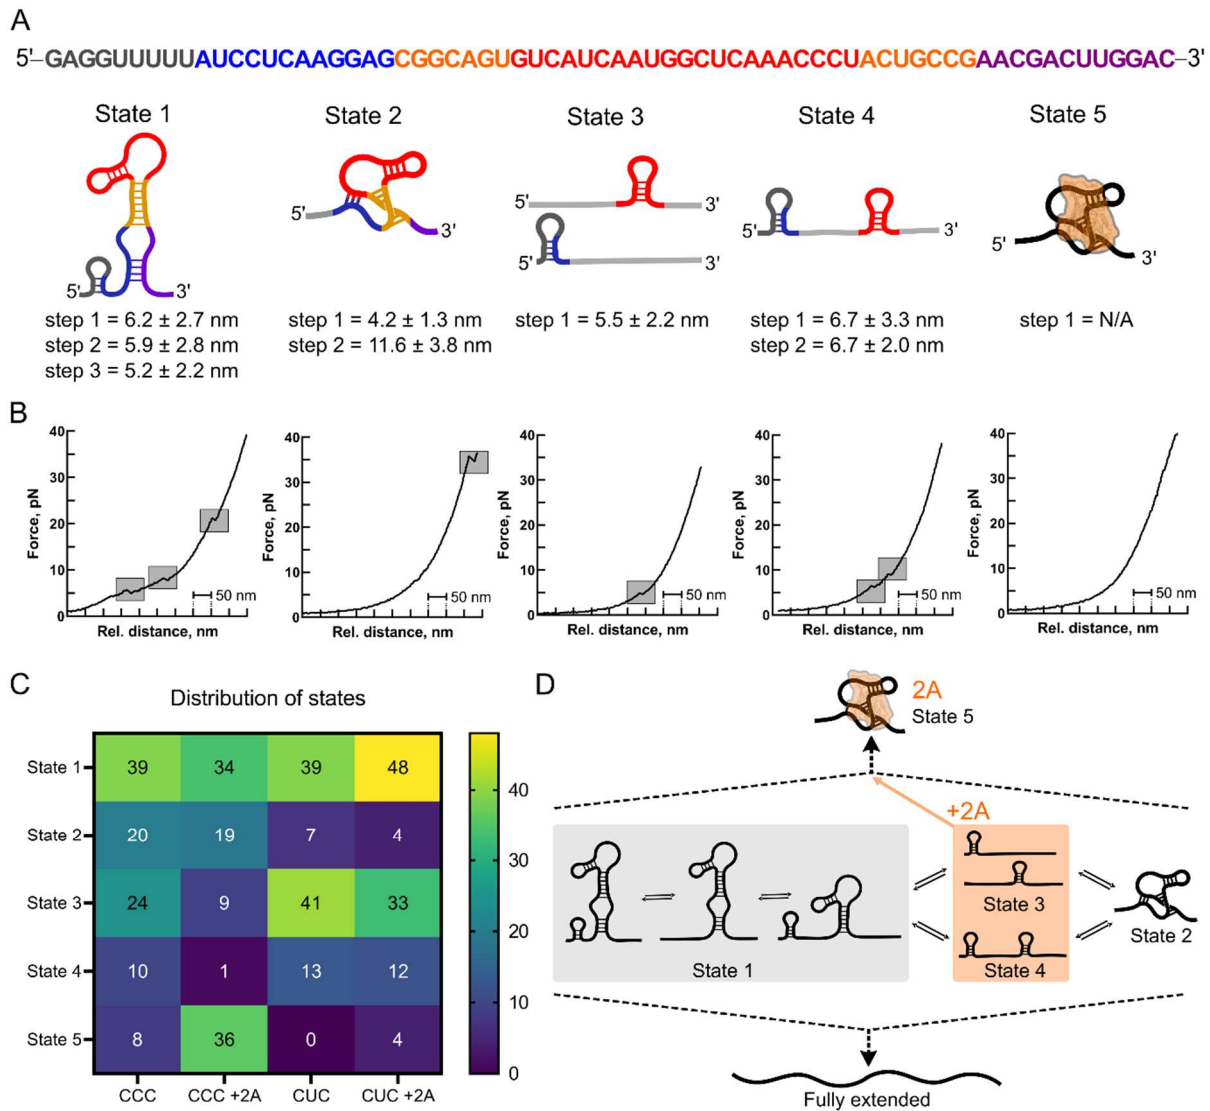 A
5'–GAGGUUUUUAUCCUCAAGGAGCGGCAGUGUCAUCAAUGGCUCAAACCCUACUGCCGAACGACUUGGAC–3'
State 1 State 2 State 3 State 4 State 5
5' 3'
5' 3'
5' 3'
5' 3'
5' 3'
5' 3'
step 1 = 6.2 ± 2.7 nm
step 2 = 5.9 ± 2.8 nm
step 3 = 5.2 ± 2.2 nm
step 1 = 4.2 ± 1.3 nm
step 2 = 11.6 ± 3.8 nm
step 1 = 5.5 ± 2.2 nm
step 1 = 6.7 ± 3.3 nm
step 2 = 6.7 ± 2.0 nm
step 1 = N/A
B
Force, pN
40
30
20
10
0
50 nm
Rel. distance, nm
Force, pN
40
30
20
10
0
50 nm
Rel. distance, nm
Force, pN
40
30
20
10
0
50 nm
Rel. distance, nm
Force, pN
40
30
20
10
0
50 nm
Rel. distance, nm
Force, pN
40
30
20
10
0
50 nm
Rel. distance, nm
C
Distribution of states
State 1 39 34 39 48
State 2 20 19 7 4
State 3 24 9 41 33
State 4 10 1 13 12
State 5 8 36 0 4
CCC CCC +2A CUC CUC +2A
40
30
20
10
0
D
2A
State 5
+2A
State 1
State 3
State 4
State 2
Fully extended